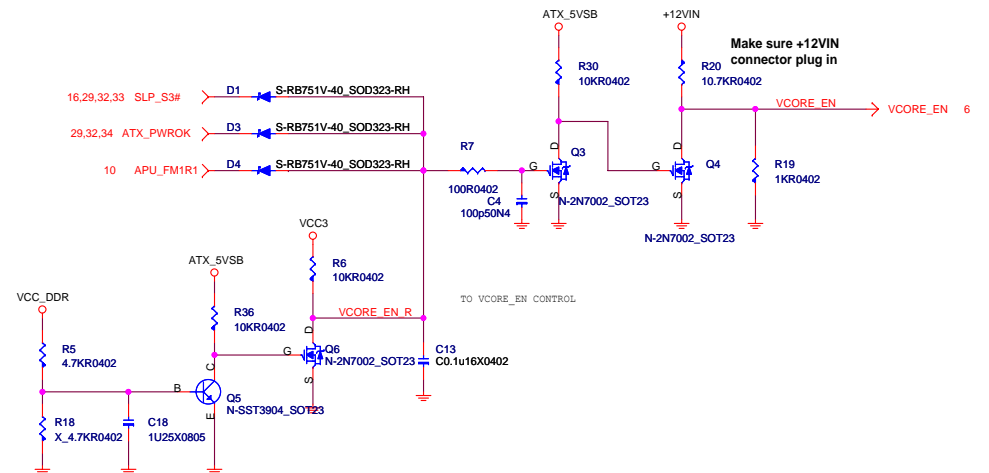 ATX_5VSB
+12VIN
Make sure +12VIN
connector plug in
R30
10KR0402
R20
10.7KR0402
16,29,32,33 SLP_S3#
D1
S-RB751V-40_SOD323-RH
VCORE_EN
VCORE_EN 6
29,32,34 ATX_PWROK
D3
S-RB751V-40_SOD323-RH
10 APU_FM1R1
D4
S-RB751V-40_SOD323-RH
R7
100R0402
C4
100p50N4
G
D
S
Q3
N-2N7002_SOT23
G
D
S
Q4
N-2N7002_SOT23
R19
1KR0402
VCC3
R6
10KR0402
ATX_5VSB
R36
10KR0402
VCC_DDR
R5
4.7KR0402
VCORE_EN_R
TO VCORE_EN CONTROL
G
D
S
Q6
N-2N7002_SOT23
C13
C0.1u16X0402
B
C
E
Q5
N-SST3904_SOT23
R18
X_4.7KR0402
C18
1U25X0805